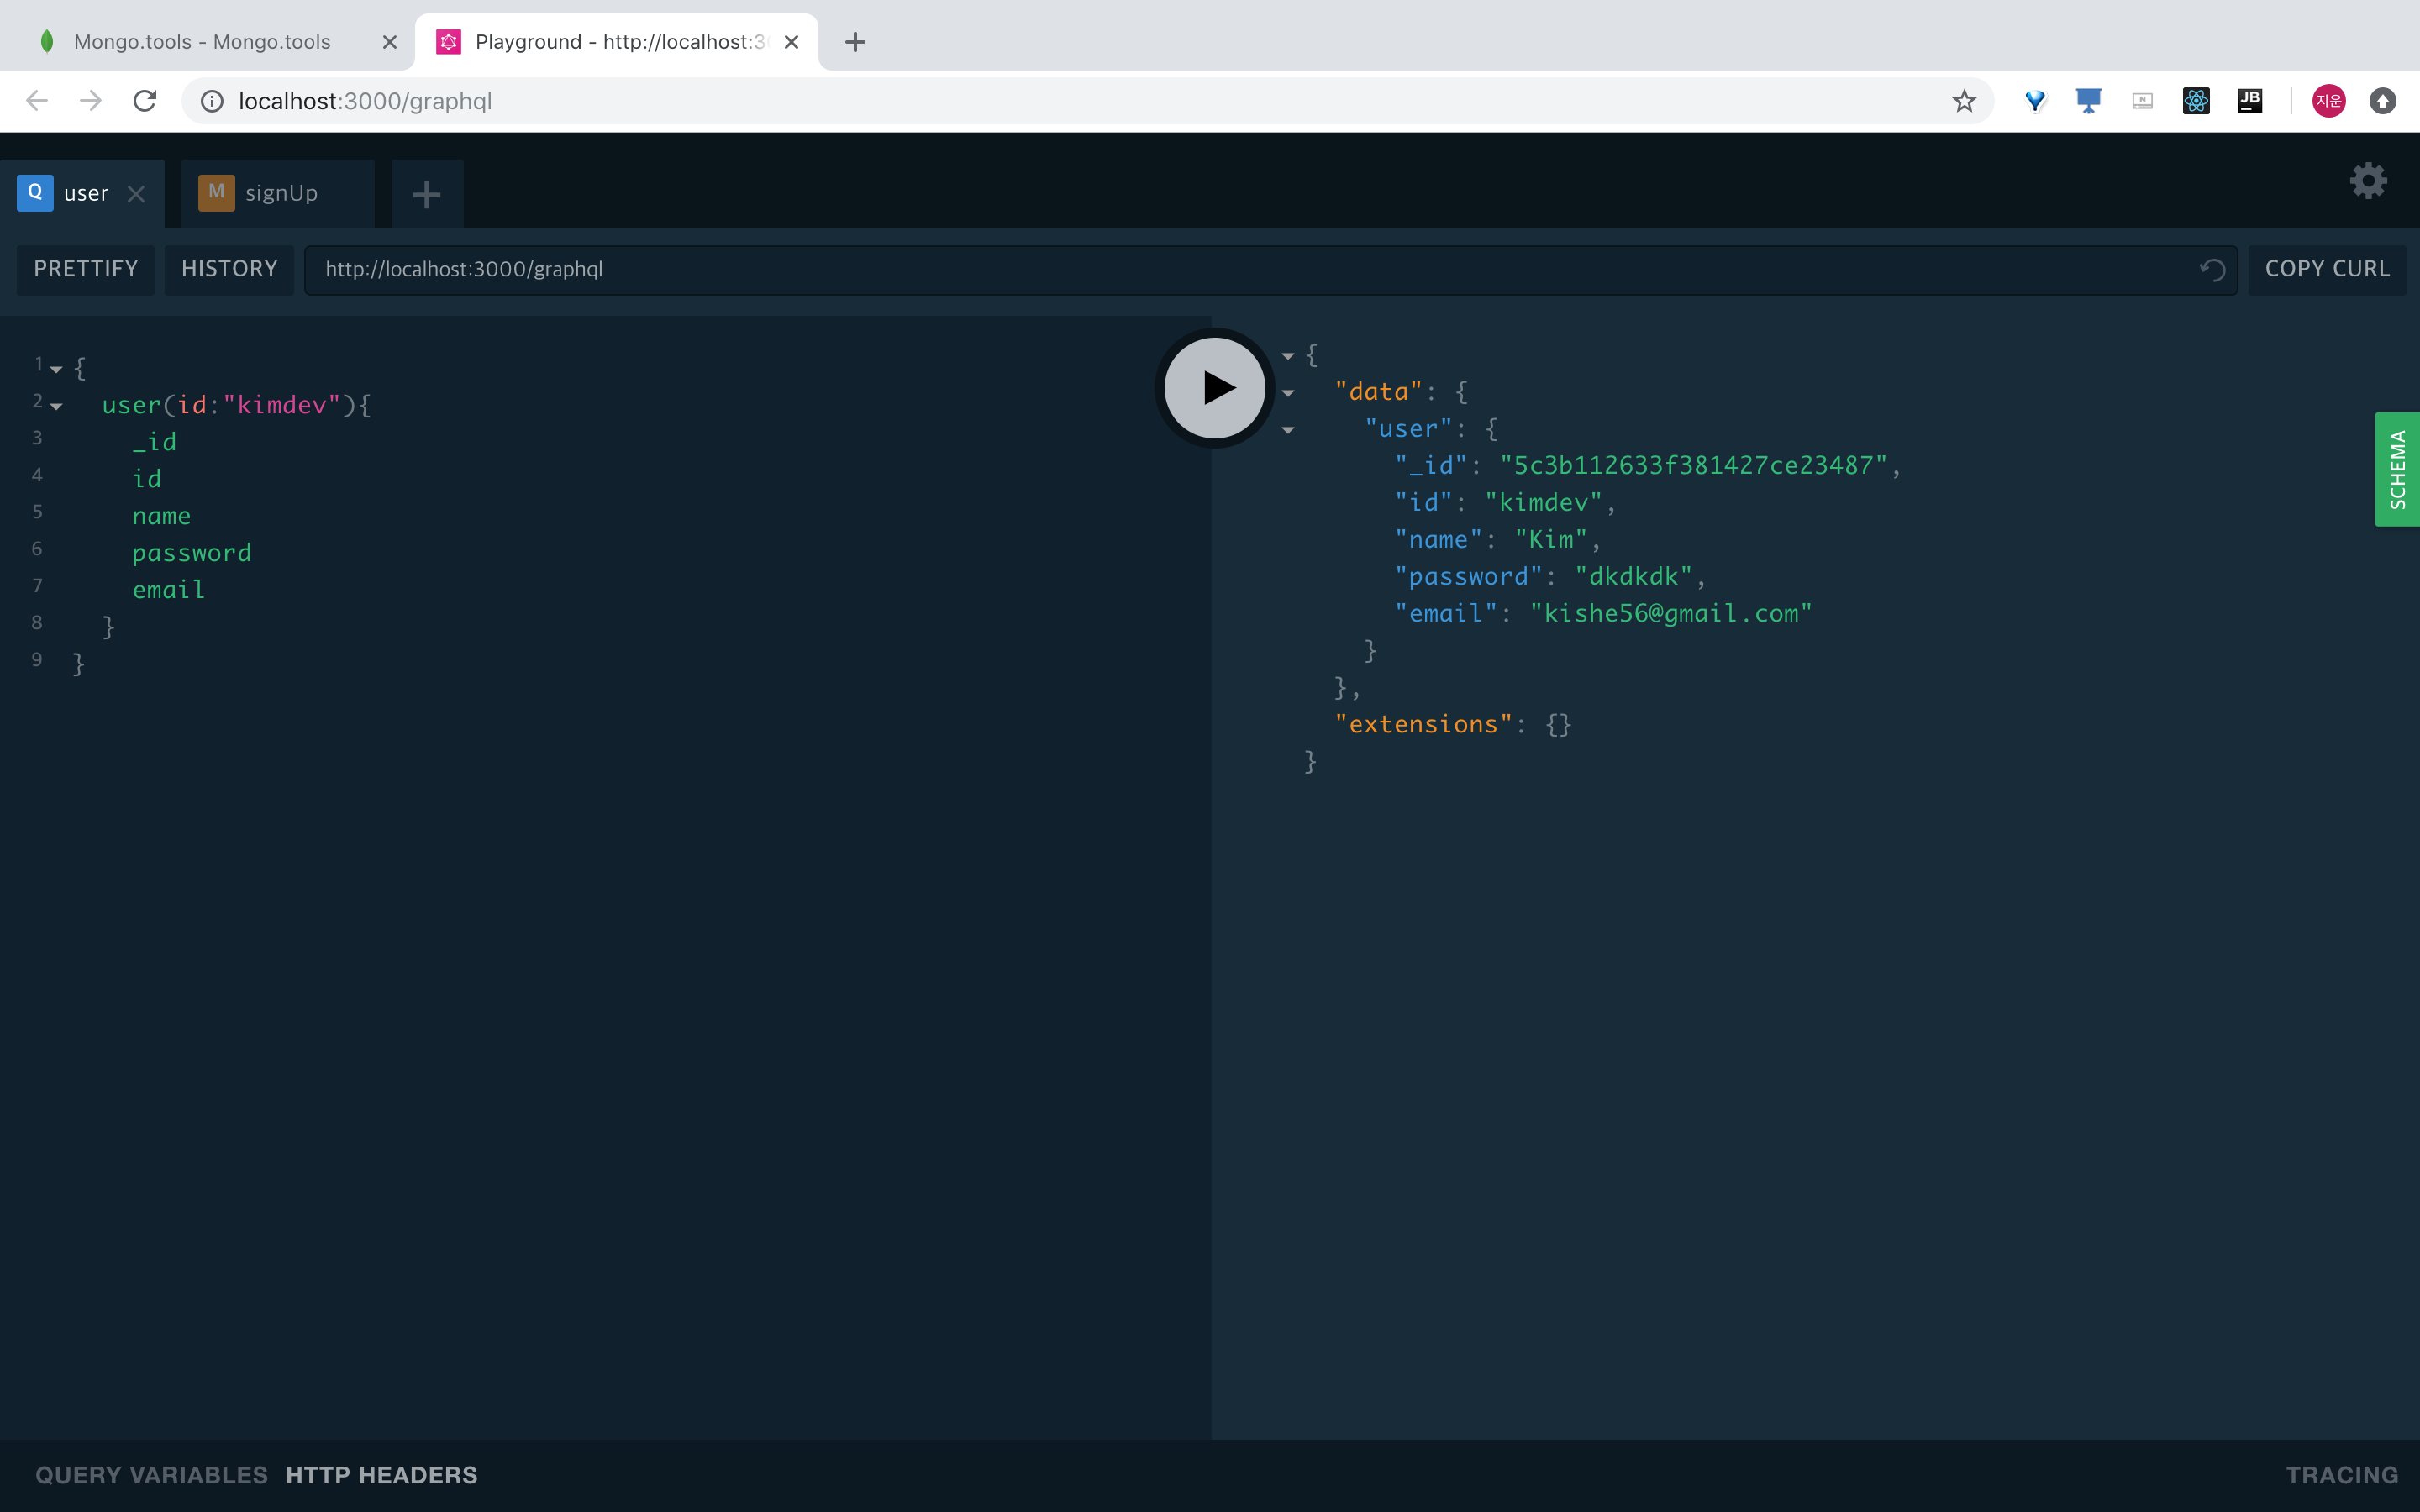 Mongo.tools - Mongo.tools
Playground - http://localhost:3
localhost:3000/graphql
JB
지운
Q user
M signUp
PRETTIFY
HISTORY
http://localhost:3000/graphql
COPY CURL
1 {
2 user(id:"kimdev"){
3 _id
4 id
5 name
6 password
7 email
8 }
9 }
{
"data": {
"user": {
"_id": "5c3b112633f381427ce23487",
"id": "kimdev",
"name": "Kim",
"password": "dkdkdk",
"email": "kishe56@gmail.com"
}
},
"extensions": {}
}
SCHEMA
QUERY VARIABLES
HTTP HEADERS
TRACING